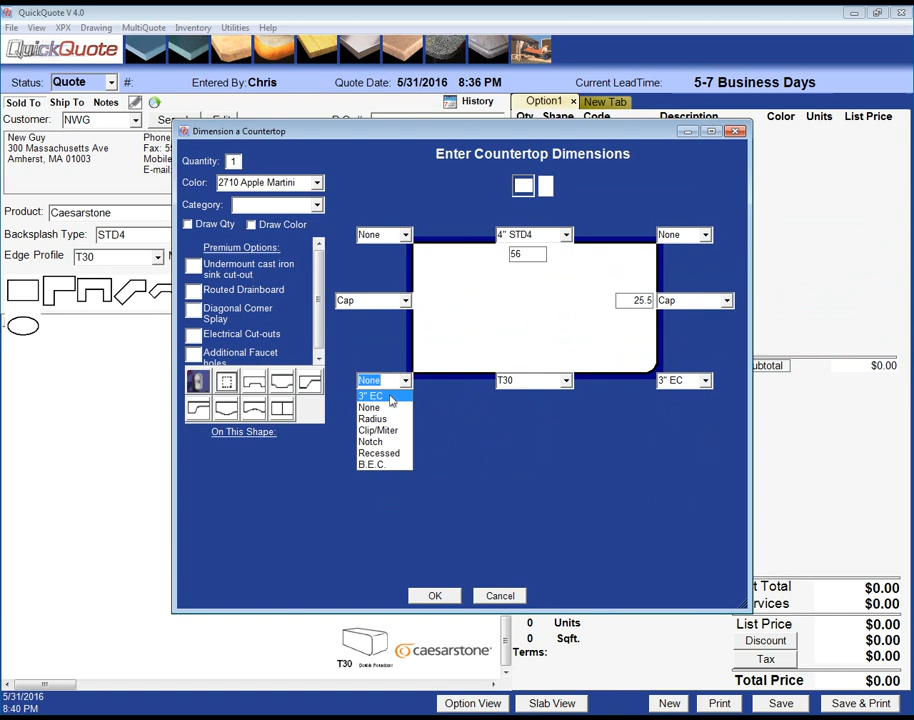 QuickQuote V 4.0
File View XPX Drawing MultiQuote Inventory Utilities Help
QuickQuote
Status: Quote #: Entered By: Chris Quote Date: 5/31/2016 8:36 PM Current LeadTime: 5-7 Business Days
Sold To Ship To Notes History Option1 × New Tab
Customer: NWG
Qty Shape Code Description Color Units List Price
New Guy
300 Massachusetts Ave
Amherst, MA 01003
Phone
Fax: 5
Mobile
E-mail:
Product: Caesarstone
Backsplash Type: STD4
Edge Profile T30
Dimension a Countertop
Quantity: 1
Enter Countertop Dimensions
Color: 2710 Apple Martini
Category:
Draw Qty Draw Color
Premium Options:
Undermount cast iron
sink cut-out
Routed Drainboard
Diagonal Corner
Splay
Electrical Cut-outs
Additional Faucet
holes
On This Shape:
None 4" STD4 None
56
Cap 25.5 Cap
None T30 3" EC
3" EC
None
Radius
Clip/Miter
Notch
Recessed
B.E.C.
OK Cancel
ubtotal $0.00
t Total $0.00
rvices $0.00
List Price $0.00
Discount $0.00
Tax $0.00
Total Price $0.00
0 Units
0 Sqft.
Terms:
T30
caesarstone
5/31/2016
8:40 PM
Option View Slab View New Print Save Save & Print